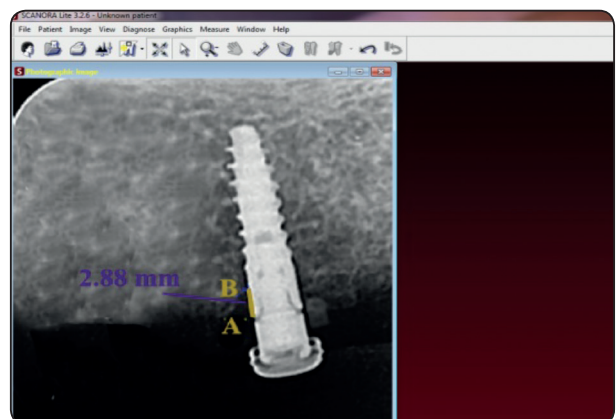 SCANORA Lite 3.2.6 - Unknown patient
File Patient Image View Diagnose Graphics Measure Window Help
Photographic Image
2.88 mm
B
A